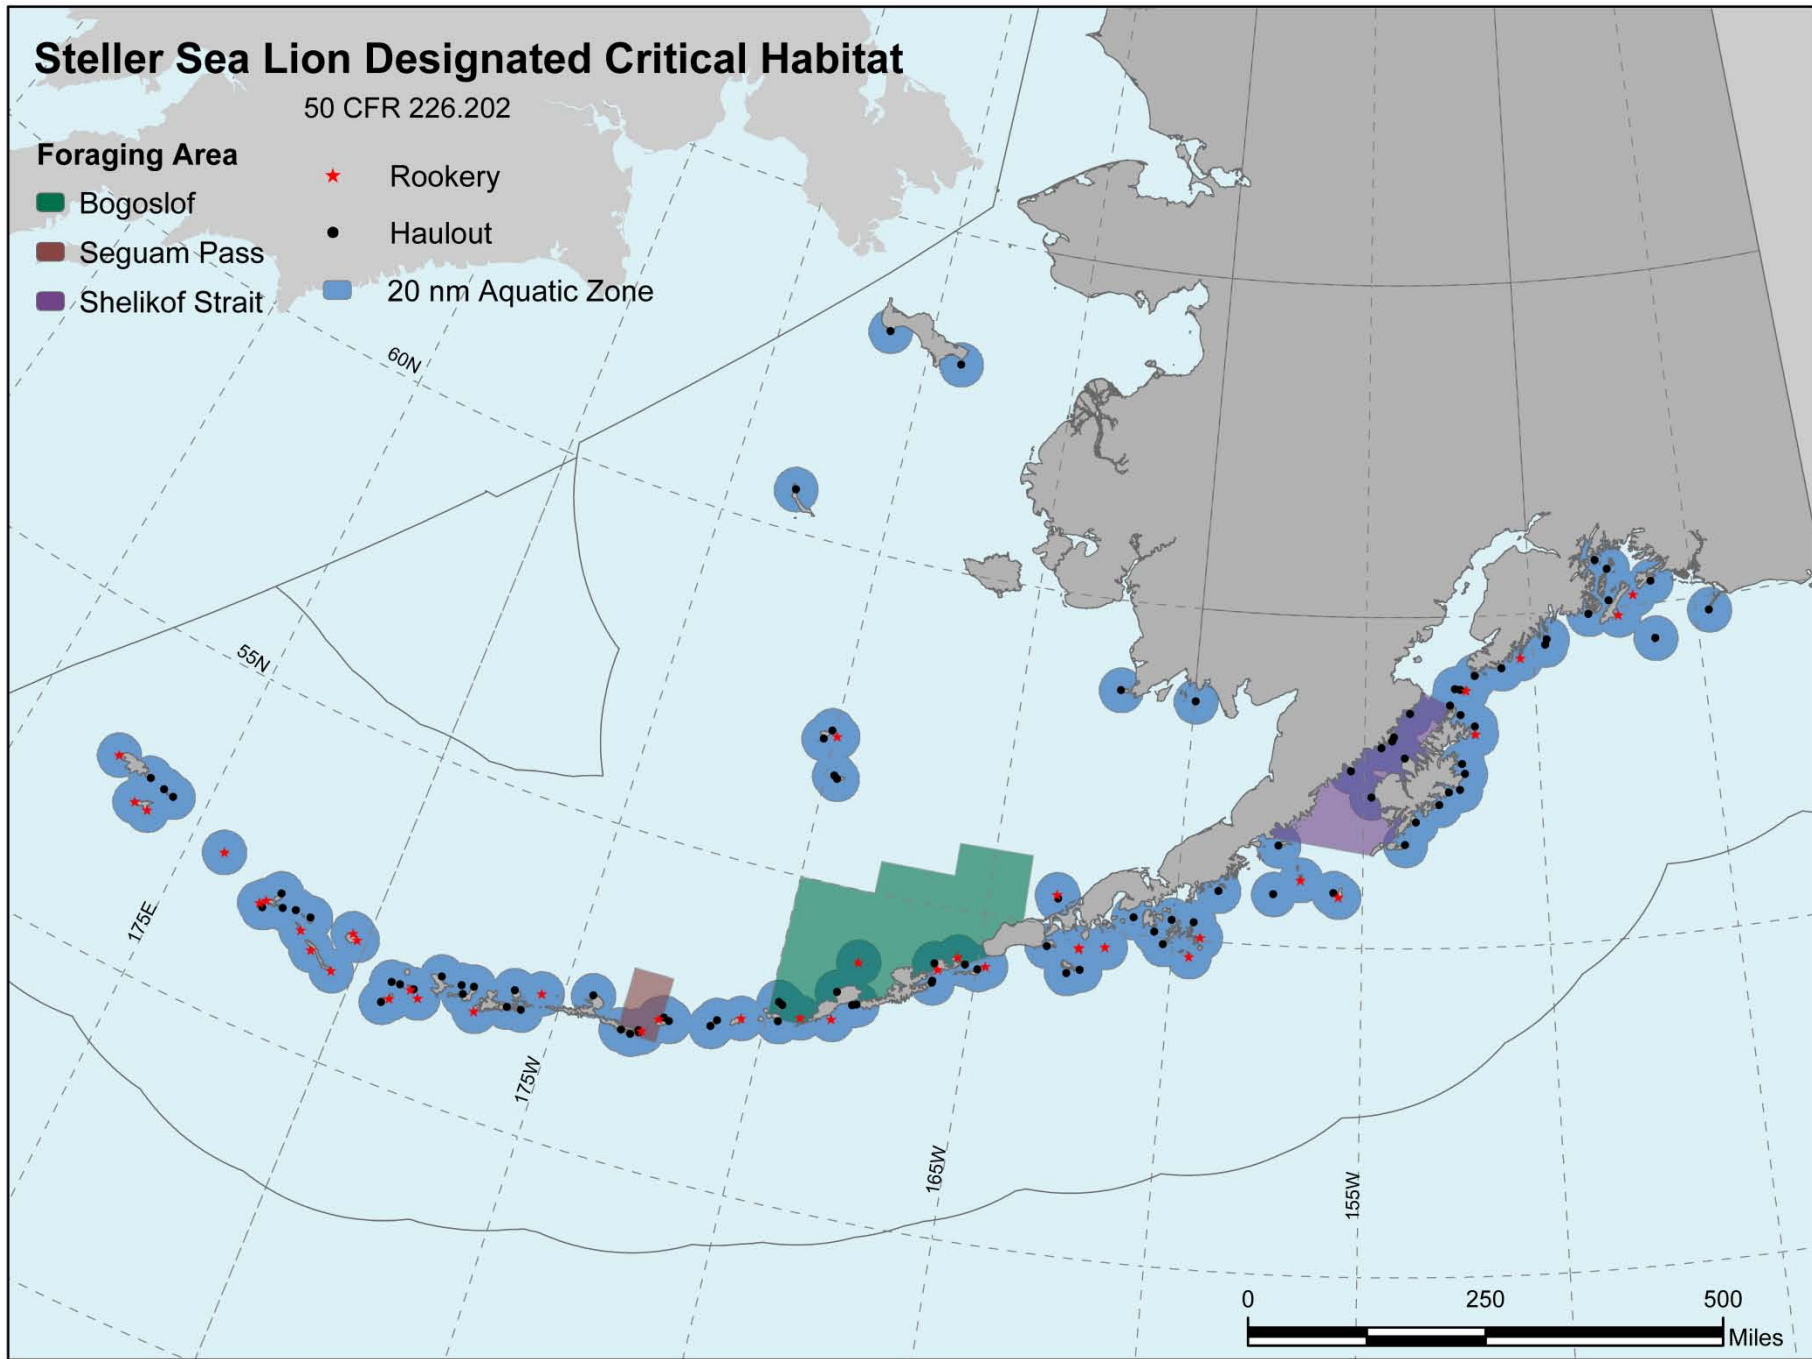 Steller Sea Lion Designated Critical Habitat
50 CFR 226.202
Foraging Area
Bogoslof
Seguam Pass
Shelikof Strait
Rookery
Haulout
20 nm Aquatic Zone
60N
55N
175E
175W
165W
155W
0 250 500
Miles